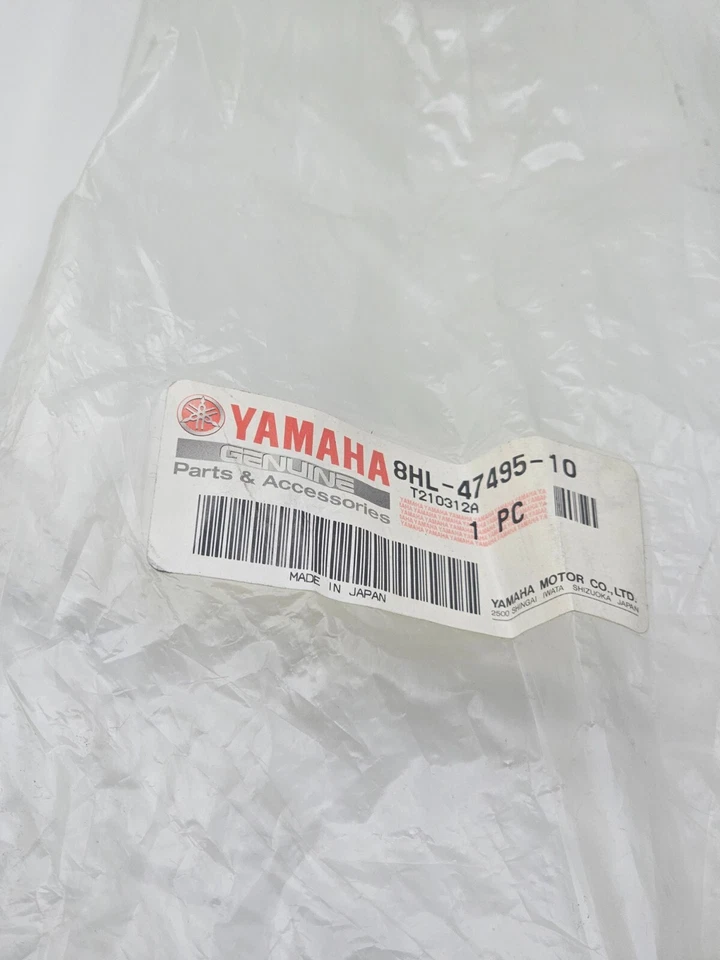 YAMAHA
GENUINE
Parts & Accessories
8HL-47495-10
T210312A
1 PC
MADE IN JAPAN
YAMAHA MOTOR CO.,LTD.
2500 SHINGAI IWATA SHIZUOKA JAPAN